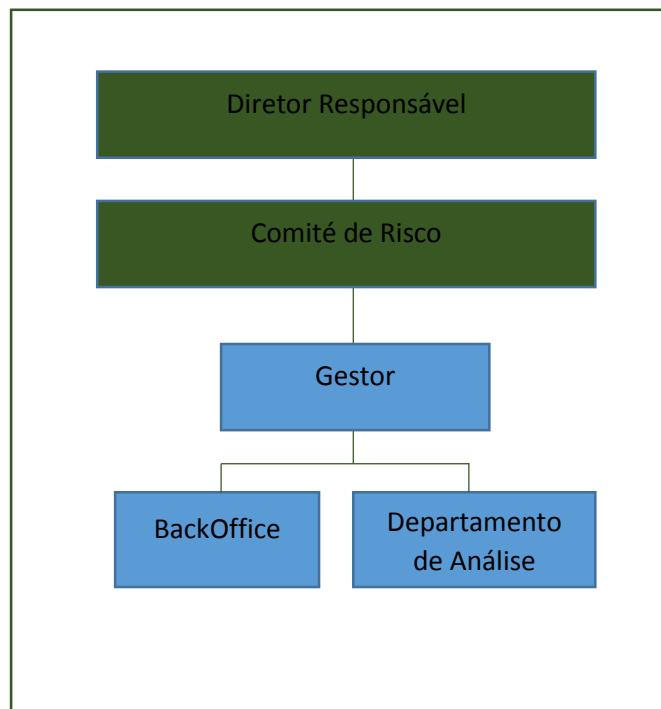 Diretor Responsável
Comité de Risco
Gestor
BackOffice
Departamento
de Análise